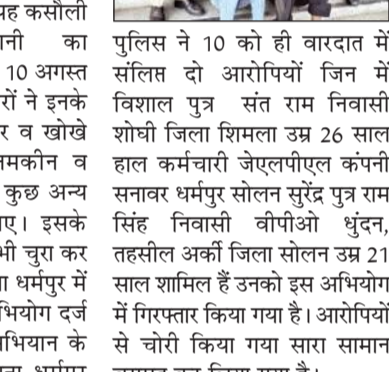 यह कसौली
का
10 अगस्त
ने इनके
व खोखे
व
कुछ अन्य
इसके
चुरा कर
धर्मपुर में
दर्ज
के
पुलिस ने 10 को ही वारदात में
संलिप्त दो आरोपियों जिन में
विशाल पुत्र संत राम निवासी
शोघी जिला शिमला उम्र 26 साल
हाल कर्मचारी जेएलपीएल कंपनी
सनावर धर्मपुर सोलन सुरेंद्र पुत्र राम
सिंह निवासी वीपीओ धुंदन,
तहसील अर्की जिला सोलन उम्र 21
साल शामिल हैं उनको इस अभियोग
में गिरफ्तार किया गया है। आरोपियों
से चोरी किया गया सारा सामान